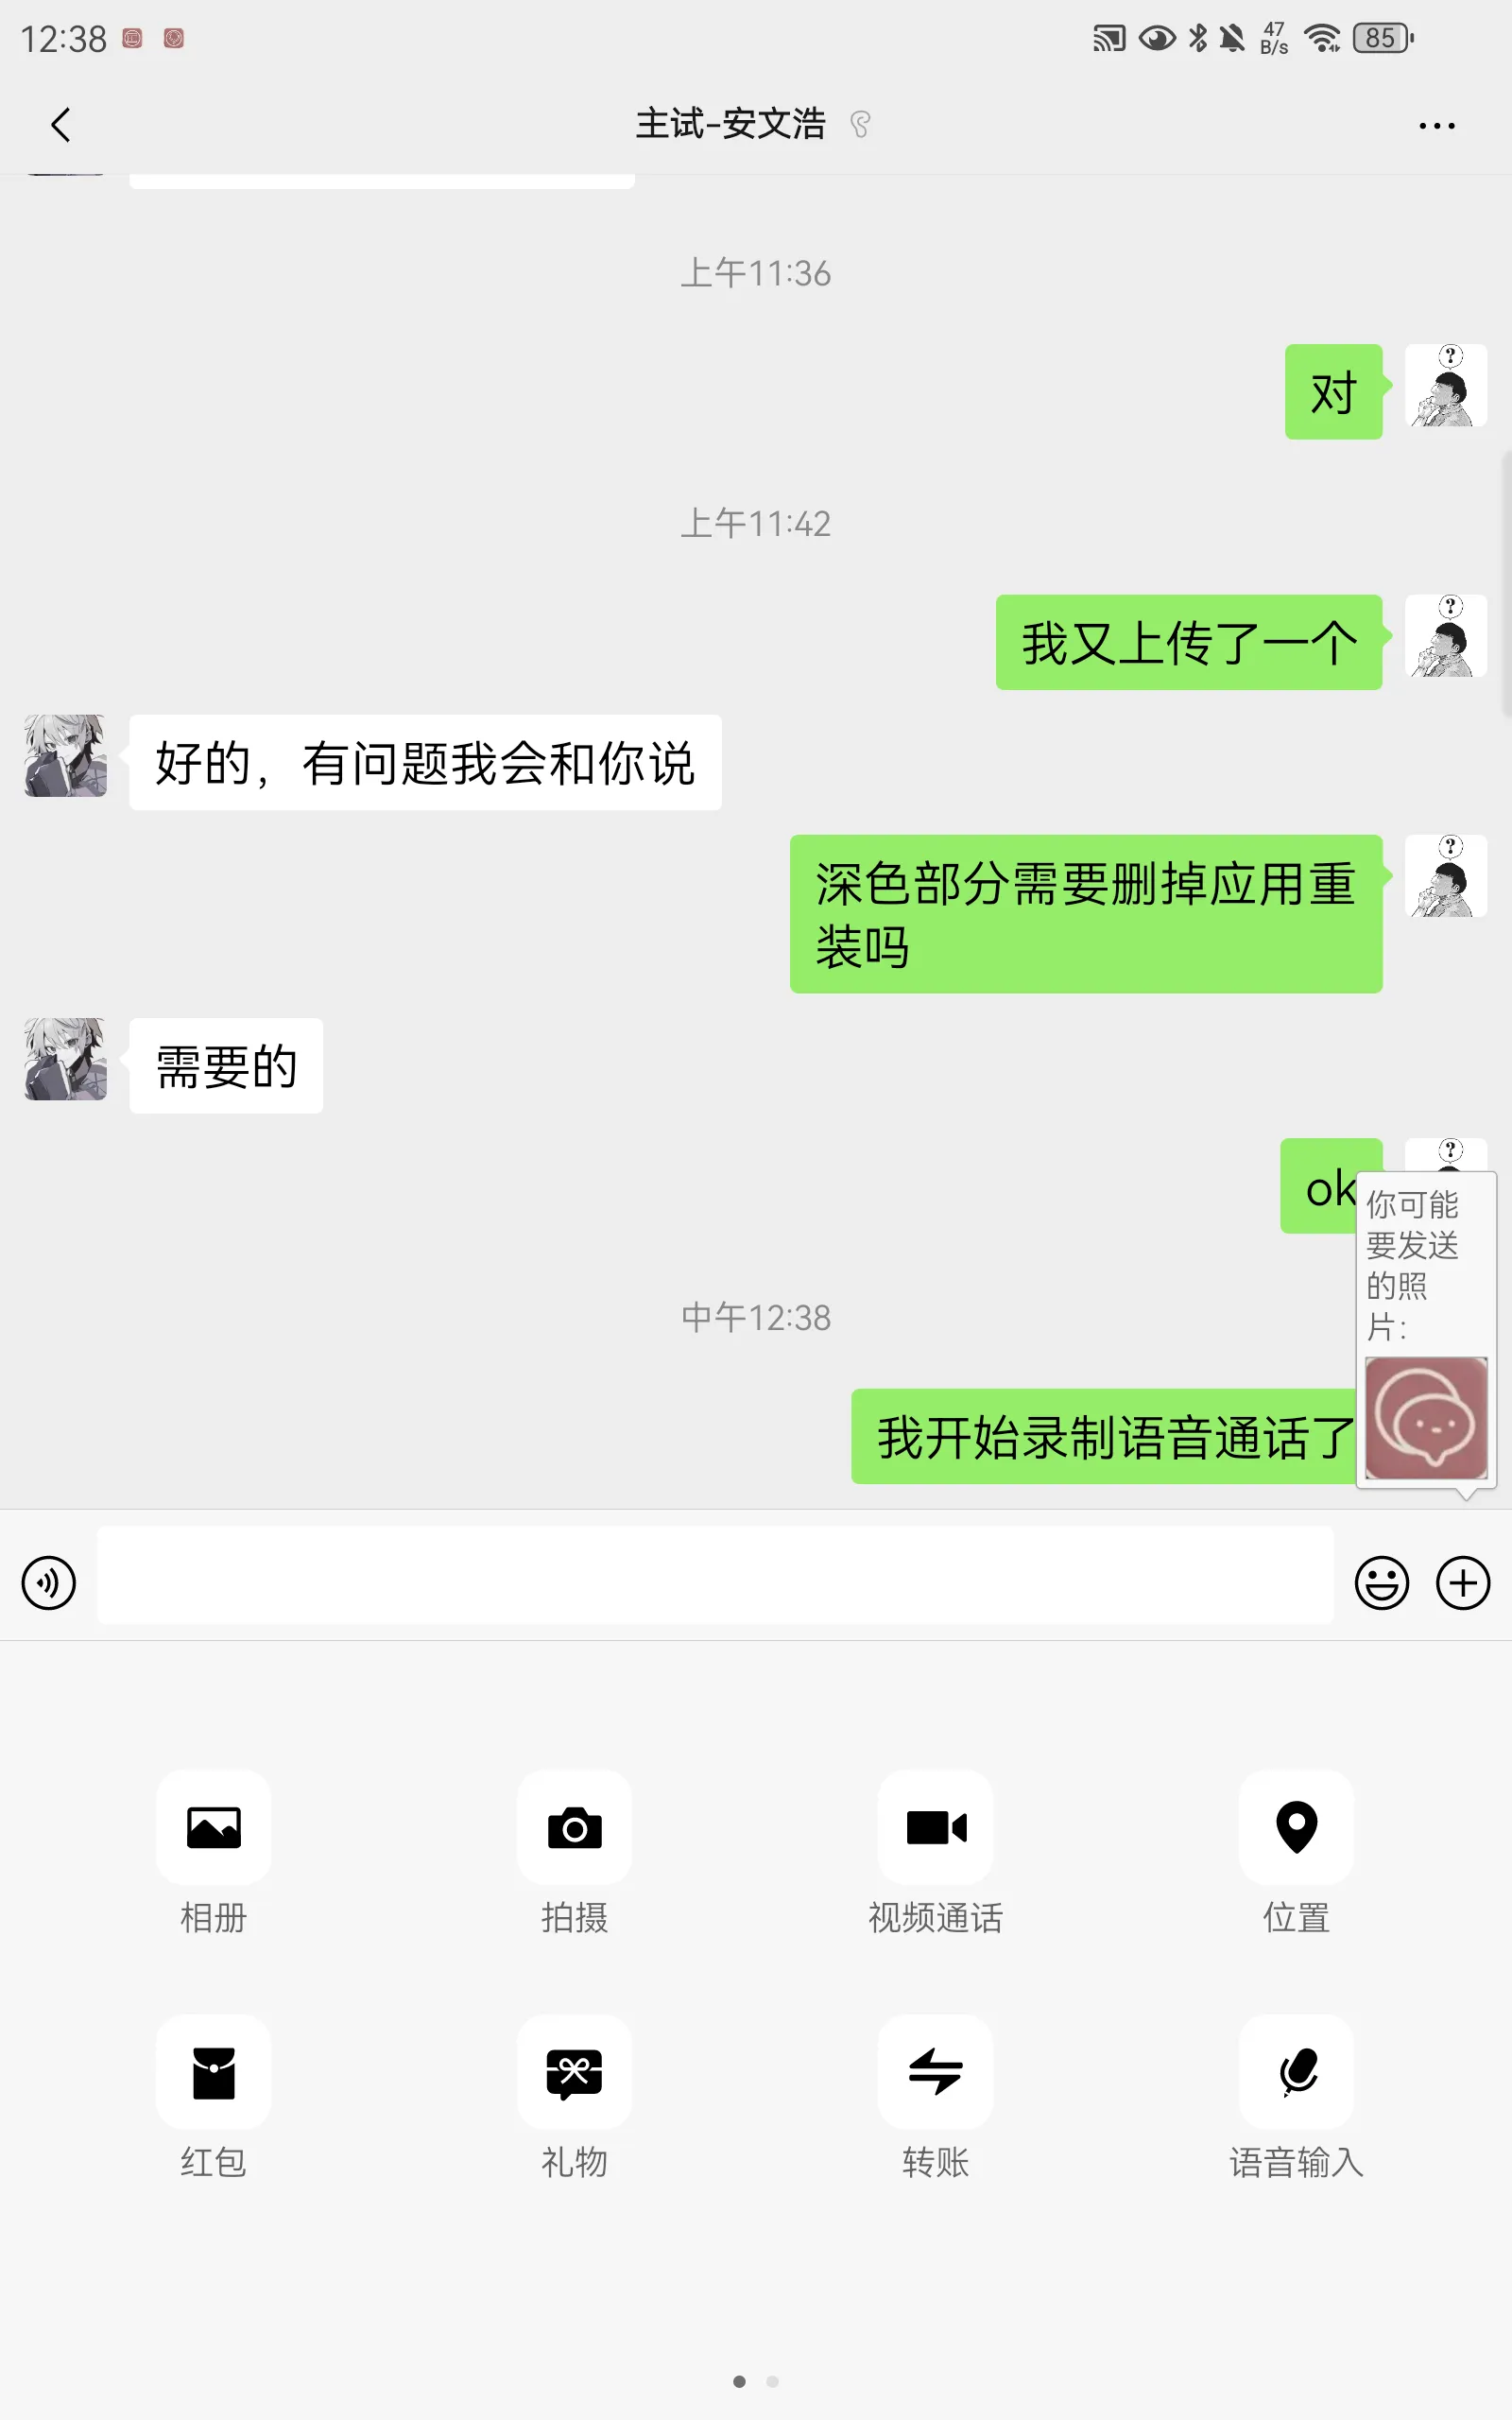 12:38
47
B/s
85
主试-安文浩
上午11:36
对
上午11:42
我又上传了一个
好的，有问题我会和你说
深色部分需要删掉应用重
装吗
需要的
ok
你可能
要发送
的照
片：
中午12:38
我开始录制语音通话了
相册
拍摄
视频通话
位置
红包
礼物
转账
语音输入